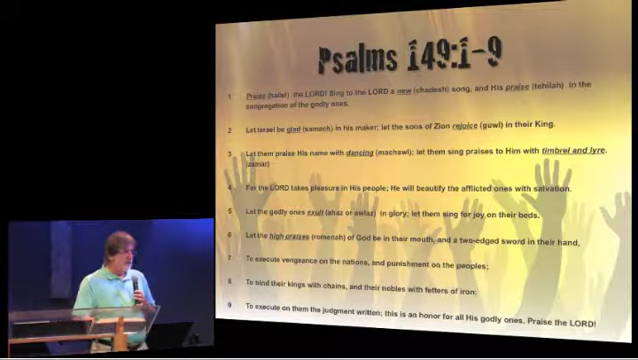 Psalms 149:1-9
1 Praise (hallel) the LORD! Sing to the LORD a new (chadesh) song, and His praise (tehilah) in the
congregation of the godly ones.
2 Let Israel be glad (samach) in his maker; let the sons of Zion rejoice (guwl) in their King.
3 Let them praise His name with dancing (machawl); let them sing praises to Him with timbrel and lyre.
(zamar)
4 For the LORD takes pleasure in His people; He will beautify the afflicted ones with salvation.
5 Let the godly ones exult (ahaz or awlaz) in glory; let them sing for joy on their beds.
6 Let the high praises (romemah) of God be in their mouth, and a two-edged sword in their hand,
7 To execute vengeance on the nations, and punishment on the peoples;
8 To bind their kings with chains, and their nobles with fetters of iron;
9 To execute on them the judgment written; this is an honor for all His godly ones. Praise the LORD!